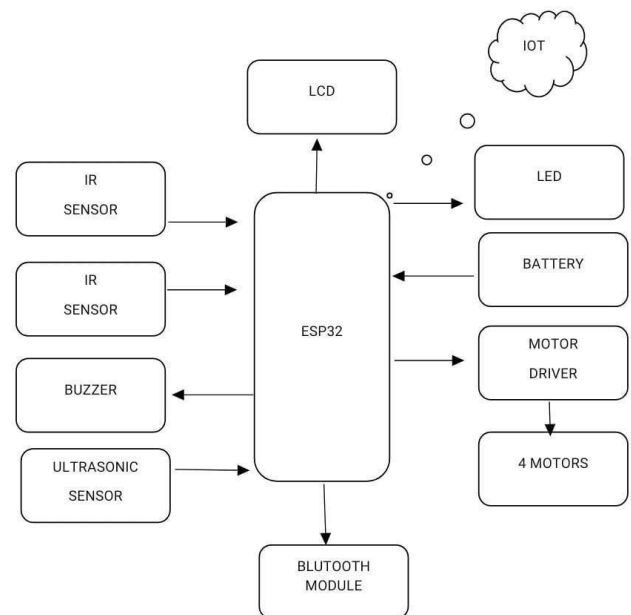 IOT
LCD
IR
SENSOR
LED
IR
SENSOR
BATTERY
ESP32
MOTOR
DRIVER
BUZZER
ULTRASONIC
SENSOR
4 MOTORS
BLUTOOTH
MODULE